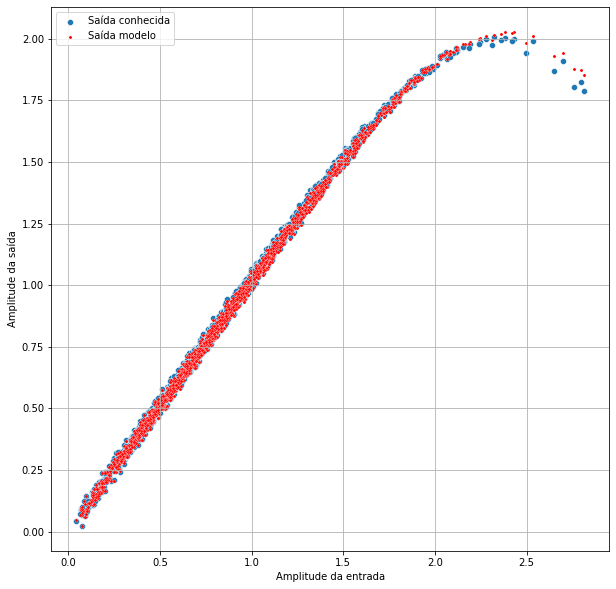 Saída conhecida
Saída modelo
2.00
1.75
1.50
1.25
1.00
0.75
0.50
0.25
0.00
Amplitude da saída
0.0 0.5 1.0 1.5 2.0 2.5
Amplitude da entrada